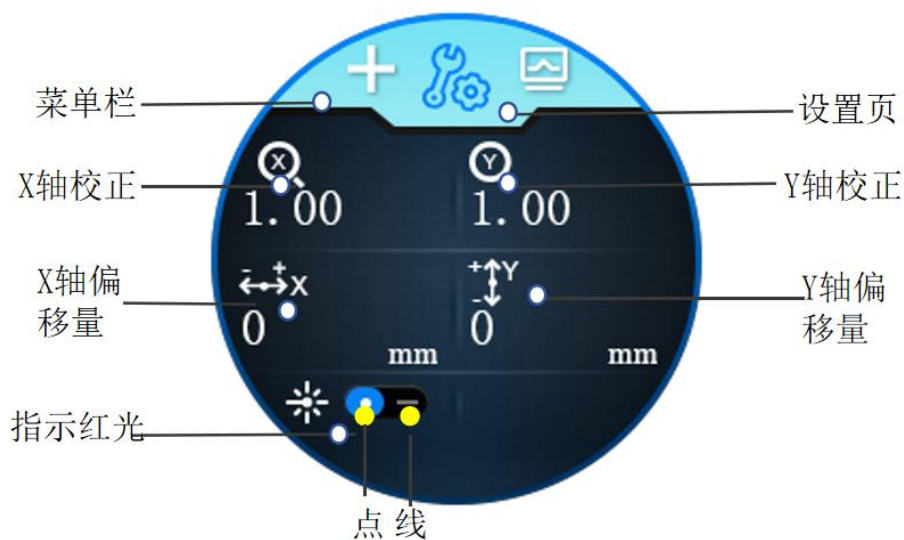 菜单栏
设置页
X
Y
X轴校正
1.00
1.00
Y轴校正
X轴偏
移量
- + X
0
mm
+ Y
-
0
mm
Y轴偏
移量
指示红光
点 线